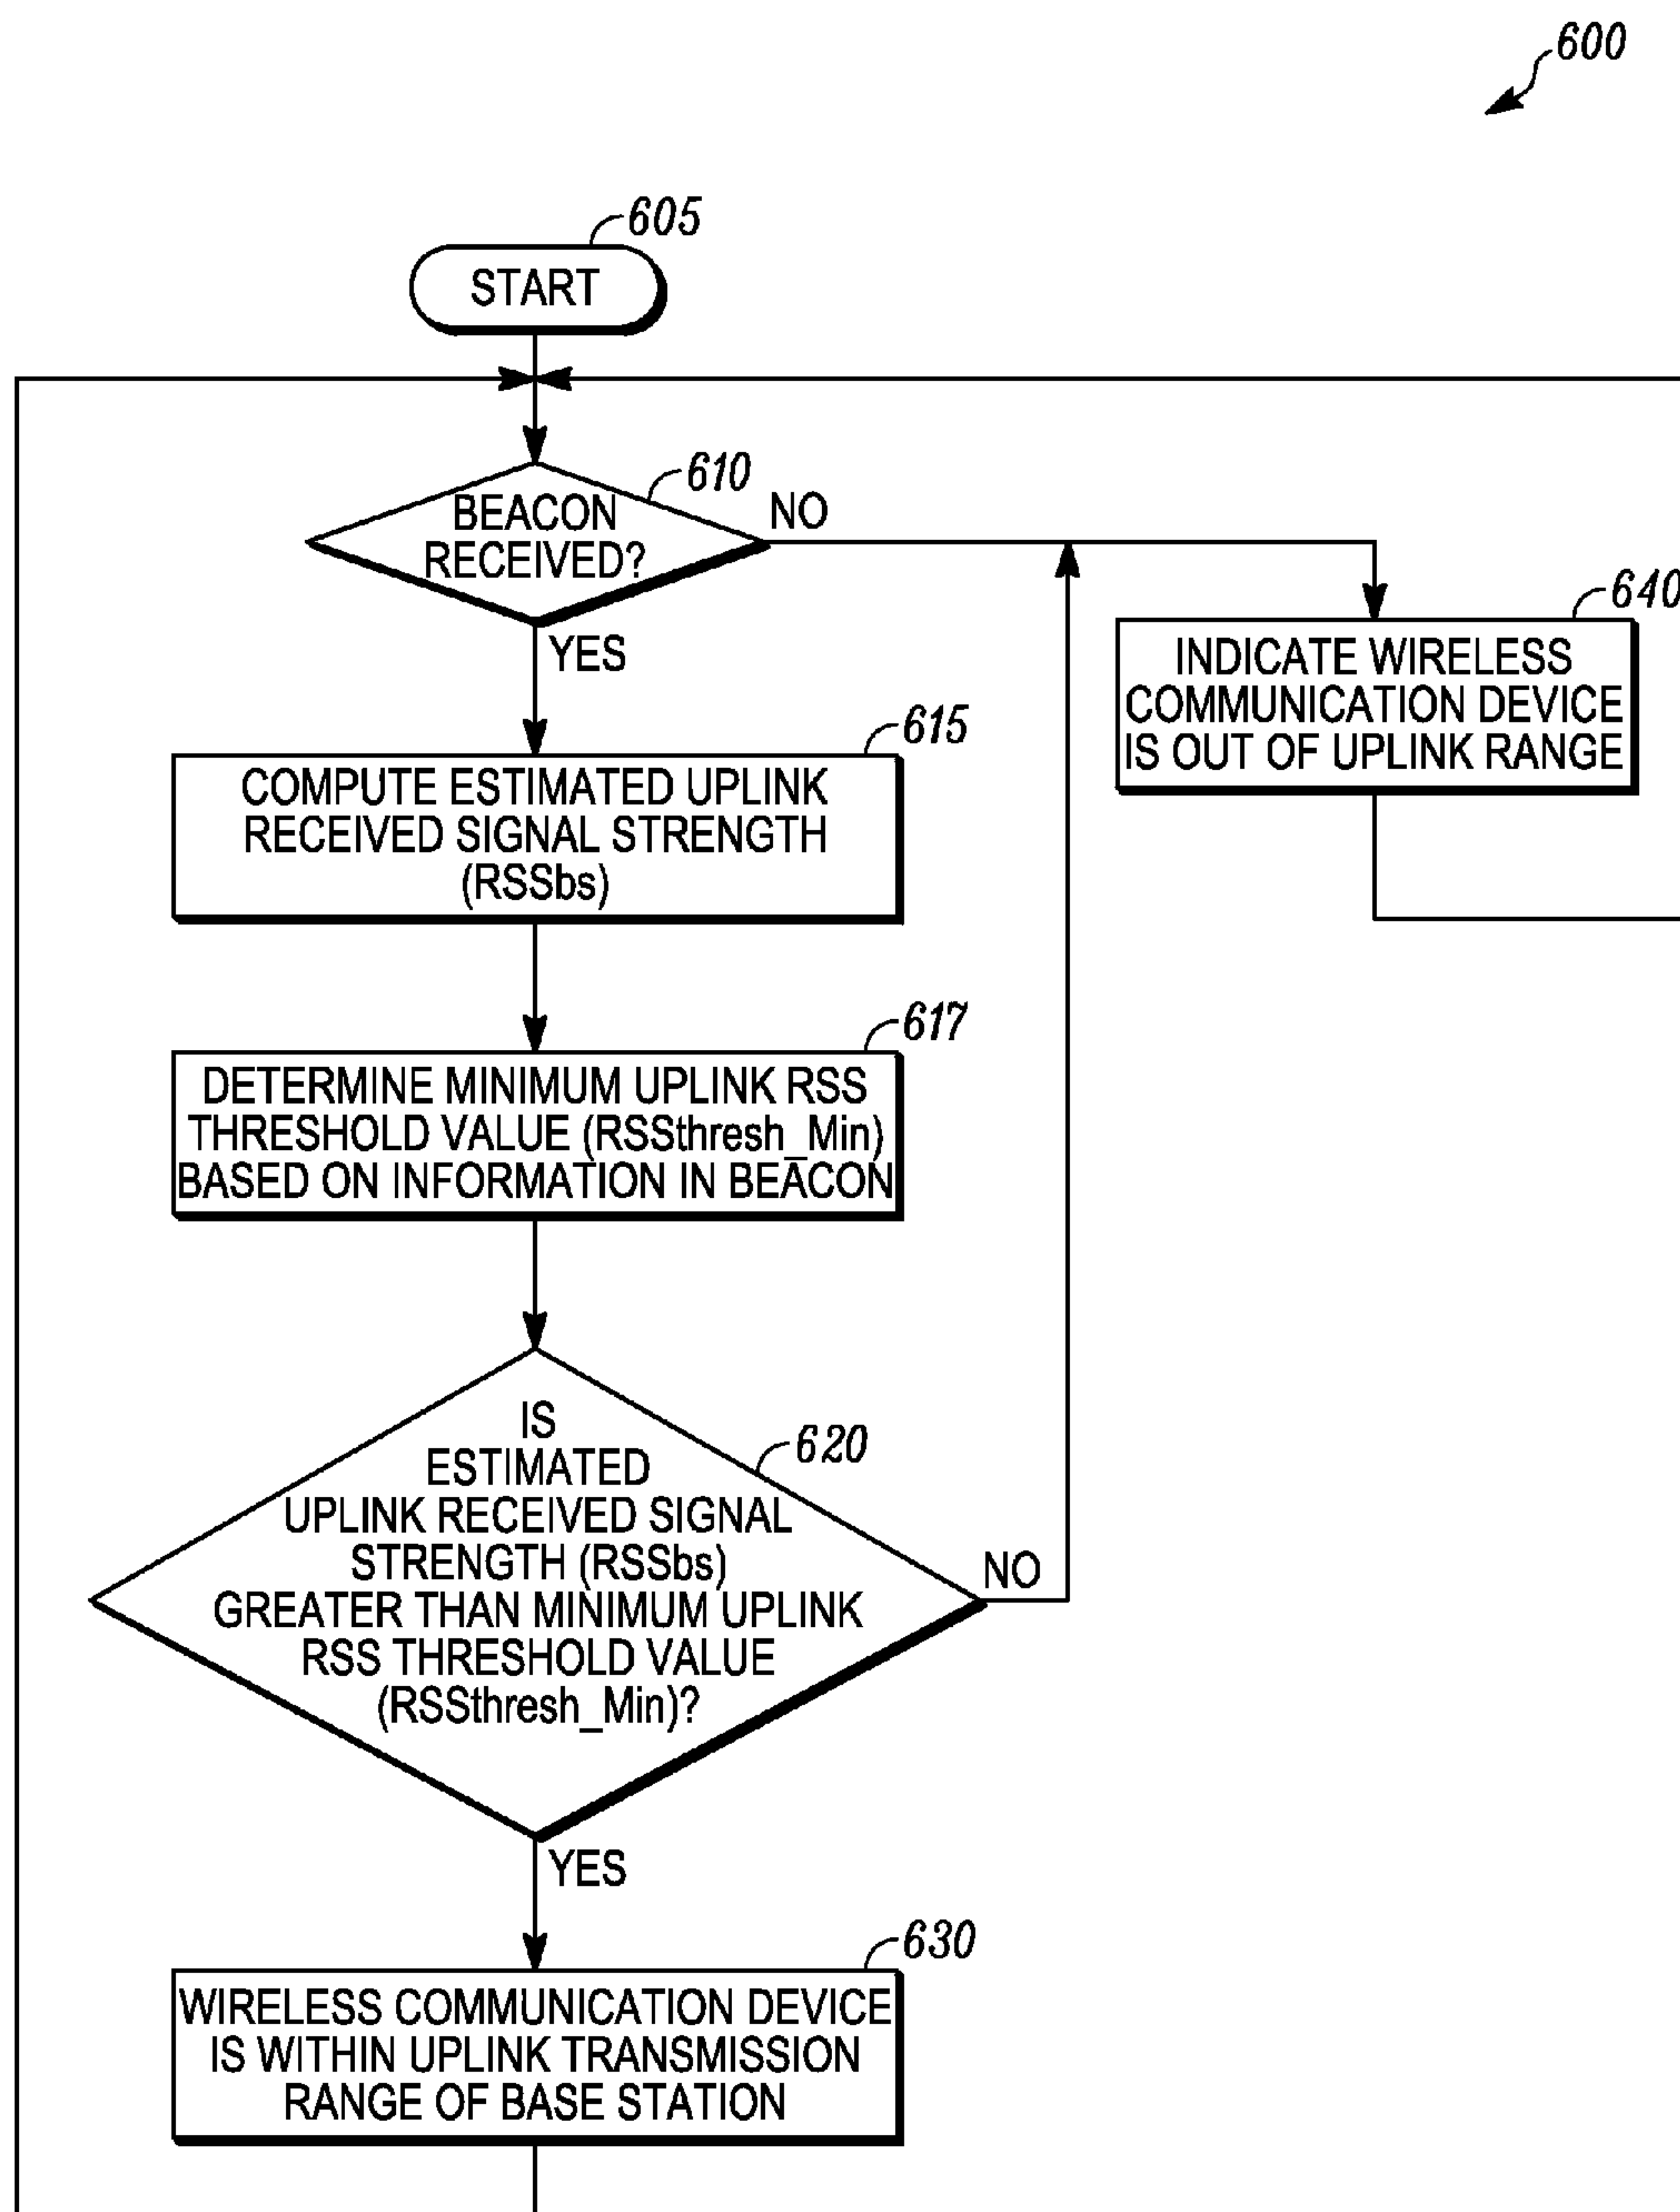 600
605
START
610
BEACON
RECEIVED?
NO
YES
640
INDICATE WIRELESS
COMMUNICATION DEVICE
IS OUT OF UPLINK RANGE
615
COMPUTE ESTIMATED UPLINK
RECEIVED SIGNAL STRENGTH
(RSSbs)
617
DETERMINE MINIMUM UPLINK RSS
THRESHOLD VALUE (RSSthresh_Min)
BASED ON INFORMATION IN BEACON
620
IS
ESTIMATED
UPLINK RECEIVED SIGNAL
STRENGTH (RSSbs)
GREATER THAN MINIMUM UPLINK
RSS THRESHOLD VALUE
(RSSthresh_Min)?
NO
YES
630
WIRELESS COMMUNICATION DEVICE
IS WITHIN UPLINK TRANSMISSION
RANGE OF BASE STATION